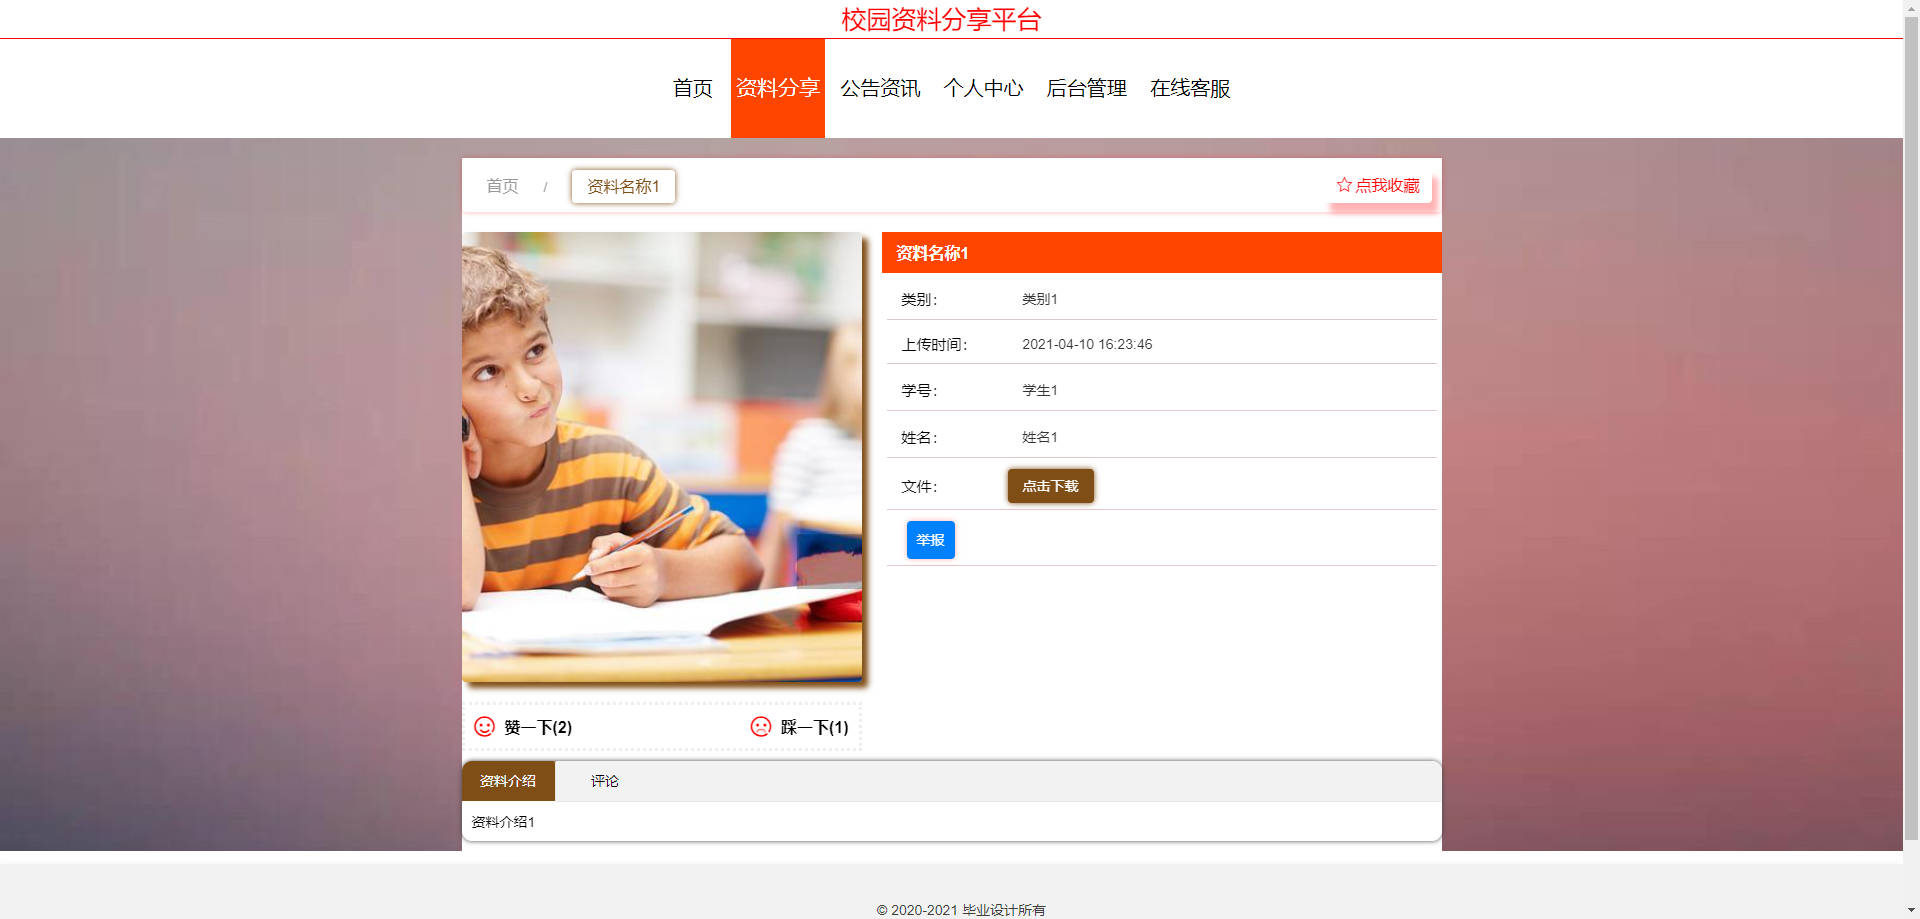 校园资料分享平台
首页 资料分享 公告资讯 个人中心 后台管理 在线客服
首页 / 资料名称1 点我收藏
资料名称1
类别： 类别1
上传时间： 2021-04-10 16:23:46
学号： 学生1
姓名： 姓名1
文件： 点击下载
举报
赞一下(2) 踩一下(1)
资料介绍 评论
资料介绍1
© 2020-2021 毕业设计所有